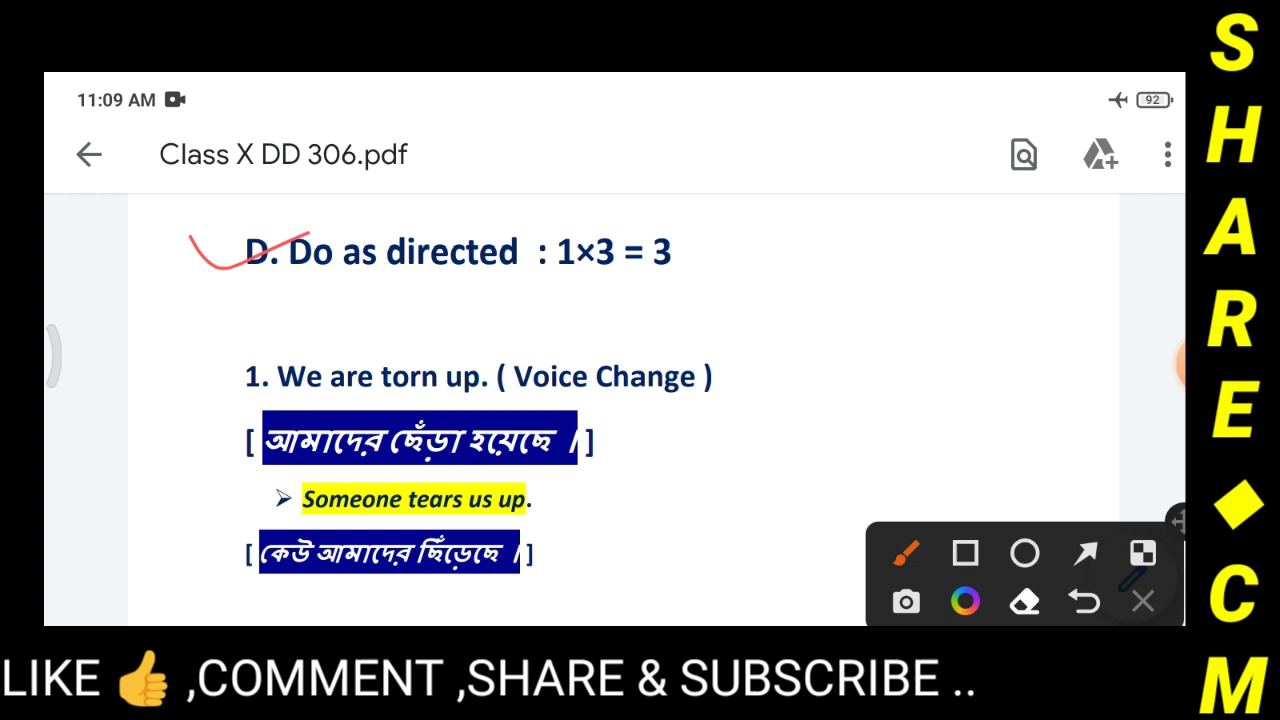 11:09 AM
92
Class X DD 306.pdf
D. Do as directed : 1×3 = 3
1. We are torn up. ( Voice Change )
[ আমাদের ছেঁড়া হয়েছে । ]
➢ Someone tears us up.
[ কেউ আমাদের ছিঁড়েছে । ]
LIKE 👍 ,COMMENT ,SHARE & SUBSCRIBE ..
S
H
A
R
E
◆
C
M